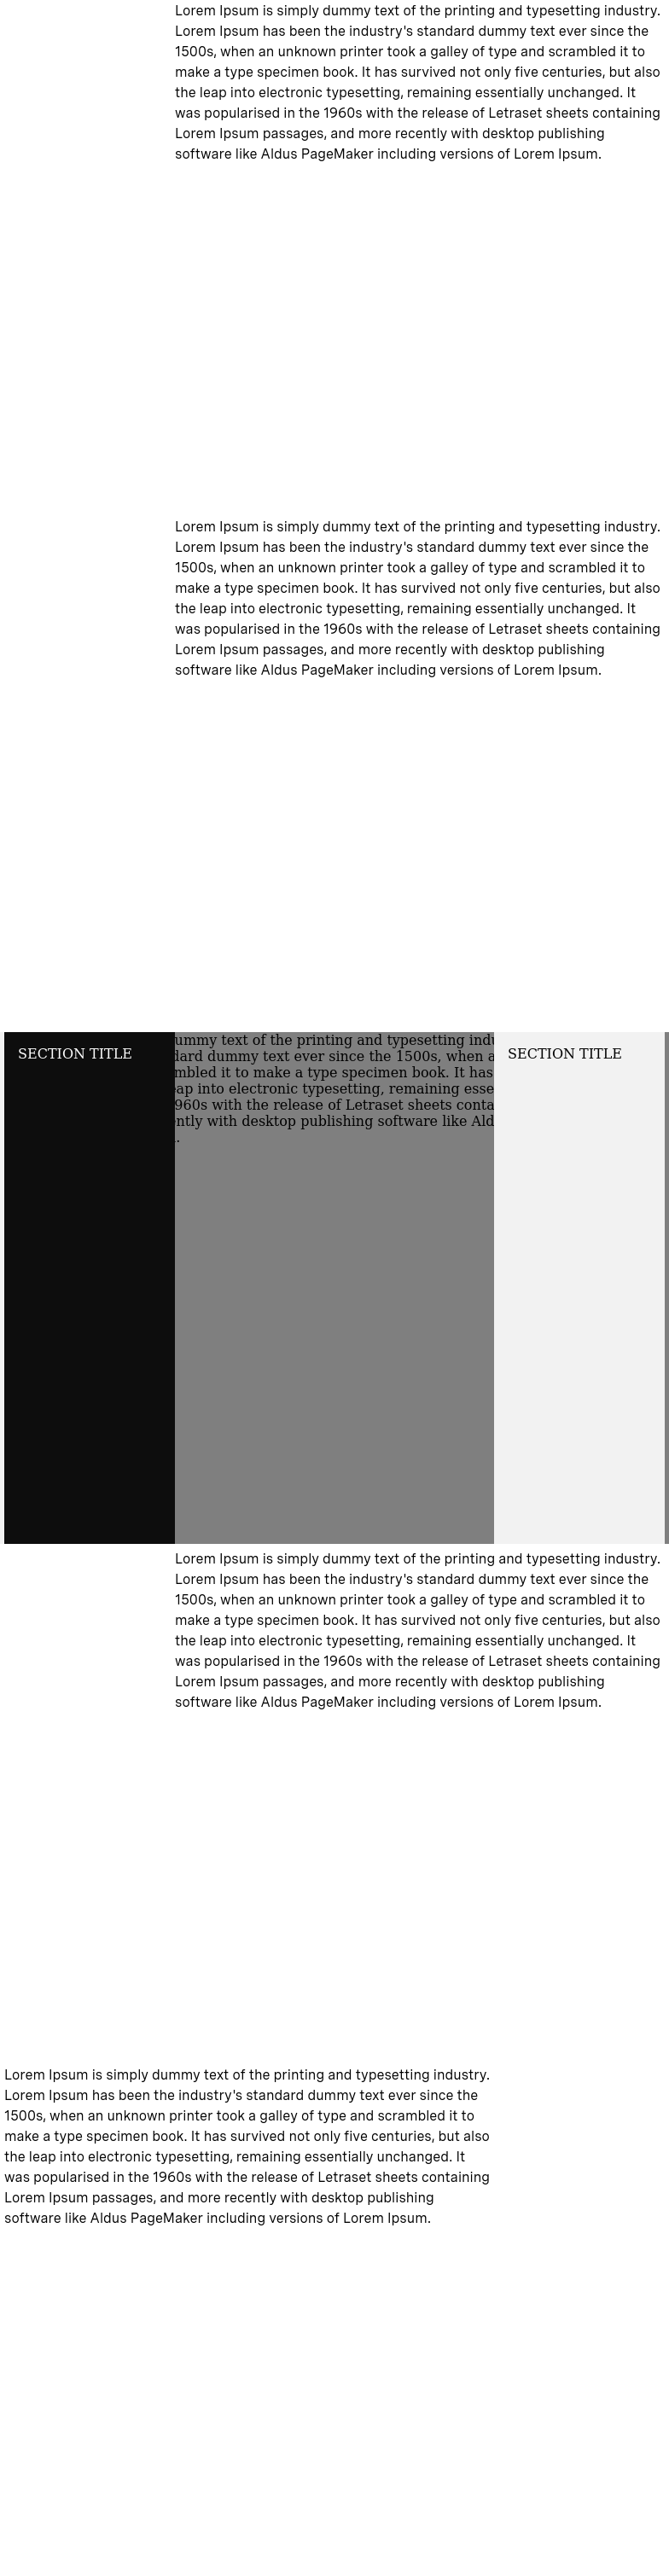 Lorem Ipsum is simply dummy text of the printing and typesetting industry.
Lorem Ipsum has been the industry's standard dummy text ever since the
1500s, when an unknown printer took a galley of type and scrambled it to
make a type specimen book. It has survived not only five centuries, but also
the leap into electronic typesetting, remaining essentially unchanged. It
was popularised in the 1960s with the release of Letraset sheets containing
Lorem Ipsum passages, and more recently with desktop publishing
software like Aldus PageMaker including versions of Lorem Ipsum.
Lorem Ipsum is simply dummy text of the printing and typesetting industry.
Lorem Ipsum has been the industry's standard dummy text ever since the
1500s, when an unknown printer took a galley of type and scrambled it to
make a type specimen book. It has survived not only five centuries, but also
the leap into electronic typesetting, remaining essentially unchanged. It
was popularised in the 1960s with the release of Letraset sheets containing
Lorem Ipsum passages, and more recently with desktop publishing
software like Aldus PageMaker including versions of Lorem Ipsum.
SECTION TITLE
text of the printing and typesetting
dummy text ever since the 1500s, when
it to make a type specimen book. It has
into electronic typesetting, remaining
with the release of Letraset sheets
with desktop publishing software like
SECTION TITLE
Lorem Ipsum is simply dummy text of the printing and typesetting industry.
Lorem Ipsum has been the industry's standard dummy text ever since the
1500s, when an unknown printer took a galley of type and scrambled it to
make a type specimen book. It has survived not only five centuries, but also
the leap into electronic typesetting, remaining essentially unchanged. It
was popularised in the 1960s with the release of Letraset sheets containing
Lorem Ipsum passages, and more recently with desktop publishing
software like Aldus PageMaker including versions of Lorem Ipsum.
Lorem Ipsum is simply dummy text of the printing and typesetting industry.
Lorem Ipsum has been the industry's standard dummy text ever since the
1500s, when an unknown printer took a galley of type and scrambled it to
make a type specimen book. It has survived not only five centuries, but also
the leap into electronic typesetting, remaining essentially unchanged. It
was popularised in the 1960s with the release of Letraset sheets containing
Lorem Ipsum passages, and more recently with desktop publishing
software like Aldus PageMaker including versions of Lorem Ipsum.